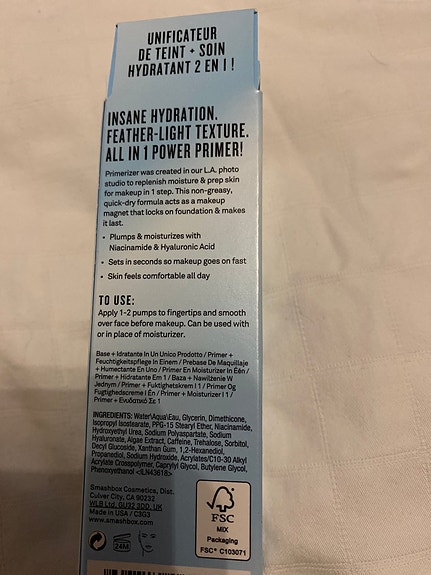 UNIFICATEUR
DE TEINT + SOIN
HYDRATANT 2 EN 1 !
INSANE HYDRATION.
FEATHER-LIGHT TEXTURE.
ALL IN 1 POWER PRIMER!
Primerizer was created in our L.A. photo
studio to replenish moisture & prep skin
for makeup in 1 step. This non-greasy,
quick-dry formula acts as a makeup
magnet that locks on foundation & makes
it last.
• Plumps & moisturizes with
Niacinamide & Hyaluronic Acid
• Sets in seconds so makeup goes on fast
• Skin feels comfortable all day
TO USE:
Apply 1-2 pumps to fingertips and smooth
over face before makeup. Can be used with
or in place of moisturizer.
Base + Idratante In Un Unico Prodotto / Primer +
Feuchtigkeitspflege In Einem / Prebase De Maquillaje
+ Humectante En Uno / Primer En Moisturizer In Één /
Primer + Hidratante Em 1 / Baza + Nawilżenie W
Jednym / Primer + Fuktighetskrem I 1 / Primer Og
Fugtighedscreme I Én / Primer + Moisturizer I 1 /
Primer + Ενυδατικό Σε 1
INGREDIENTS: Water\Aqua\Eau, Glycerin, Dimethicone,
Isopropyl Isostearate, PPG-15 Stearyl Ether, Niacinamide,
Hydroxyethyl Urea, Sodium Polyaspartate, Sodium
Hyaluronate, Algae Extract, Caffeine, Trehalose, Sorbitol,
Decyl Glucoside, Xanthan Gum, 1,2-Hexanediol,
Propanediol, Sodium Hydroxide, Acrylates/C10-30 Alkyl
Acrylate Crosspolymer, Caprylyl Glycol, Butylene Glycol,
Phenoxyethanol <ILN43618>
Smashbox Cosmetics, Dist.
Culver City, CA 90232
WLB Ltd. GU32 3DD, UK
Made in USA / C3G3
www.smashbox.com
24M
FSC
MIX
Packaging
FSC® C103071